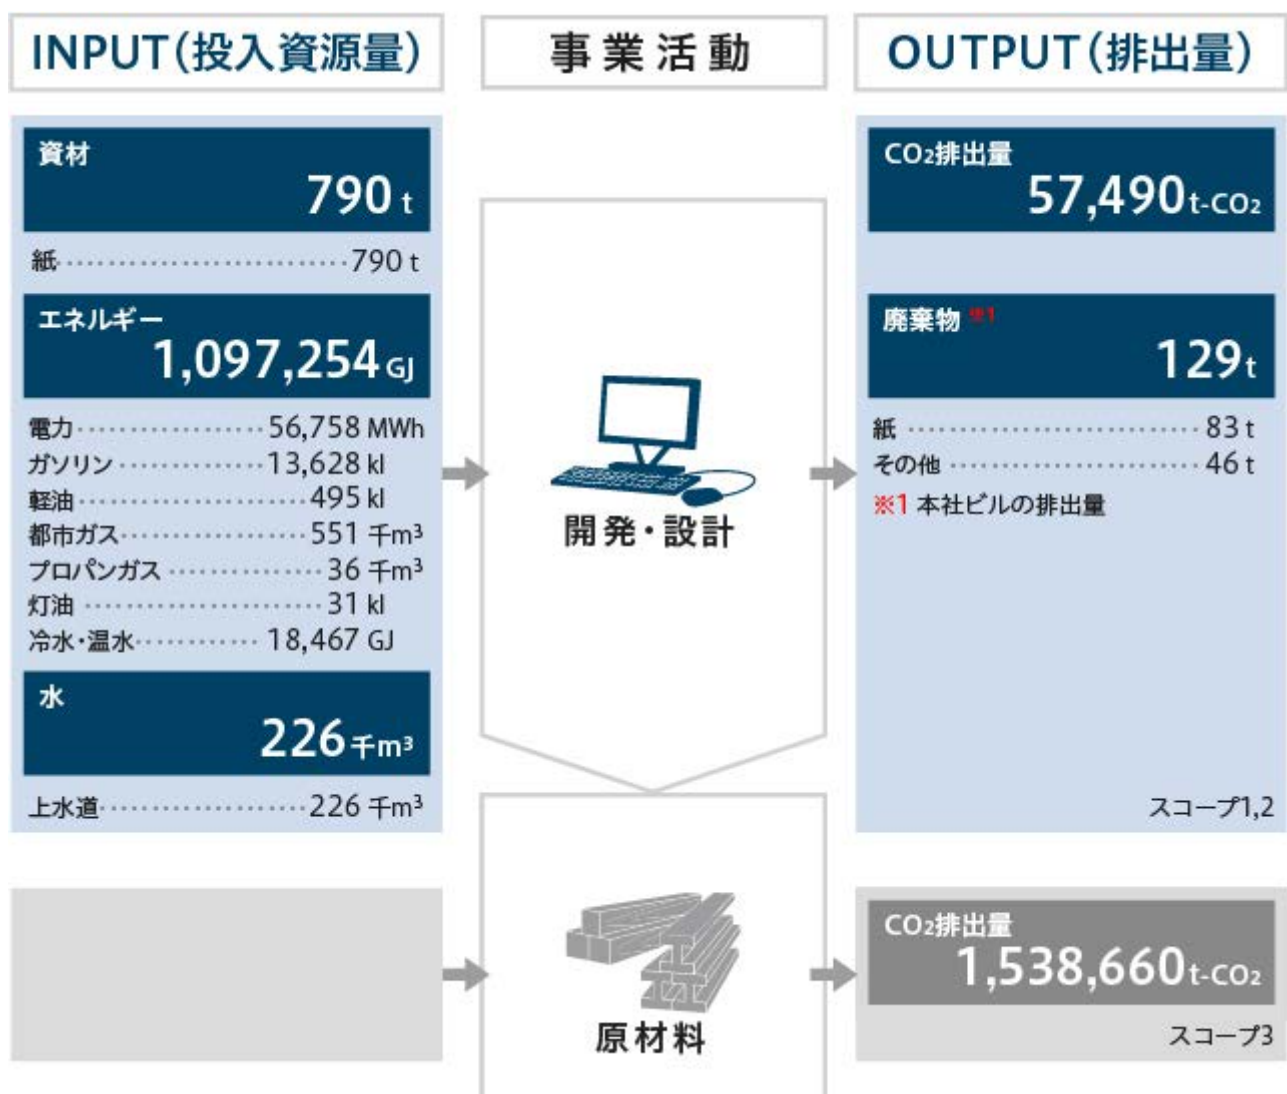 INPUT(投入資源量)
事業活動
OUTPUT(排出量)
資材
790 t
紙‥‥‥‥‥‥‥‥‥‥‥‥‥‥790 t
エネルギー
1,097,254 GJ
電力‥‥‥‥‥‥‥‥‥56,758 MWh
ガソリン‥‥‥‥‥‥‥13,628 kl
軽油‥‥‥‥‥‥‥‥‥‥‥495 kl
都市ガス‥‥‥‥‥‥‥‥‥551 千m³
プロパンガス‥‥‥‥‥‥‥‥36 千m³
灯油‥‥‥‥‥‥‥‥‥‥‥‥31 kl
冷水・温水‥‥‥‥‥‥18,467 GJ
水
226 千m³
上水道‥‥‥‥‥‥‥‥‥‥226 千m³
開発・設計
CO₂排出量
57,490 t-CO₂
廃棄物 ※1
129 t
紙‥‥‥‥‥‥‥‥‥‥‥‥‥‥83 t
その他‥‥‥‥‥‥‥‥‥‥‥‥46 t
※1 本社ビルの排出量
スコープ1,2
原材料
CO₂排出量
1,538,660 t-CO₂
スコープ3